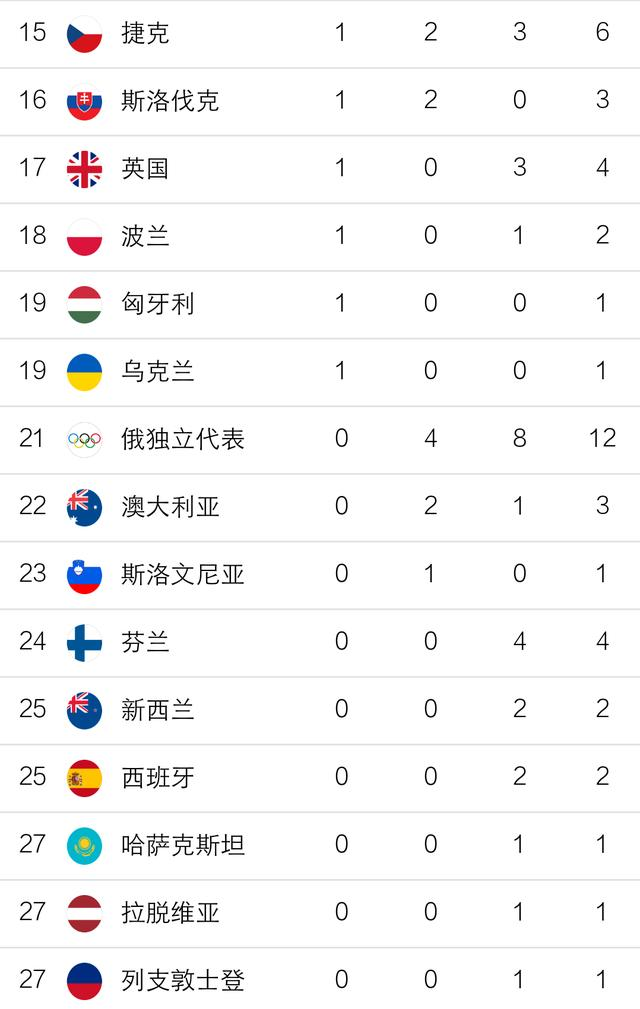 15 捷克 1 2 3 6
16 斯洛伐克 1 2 0 3
17 英国 1 0 3 4
18 波兰 1 0 1 2
19 匈牙利 1 0 0 1
19 乌克兰 1 0 0 1
21 俄独立代表 0 4 8 12
22 澳大利亚 0 2 1 3
23 斯洛文尼亚 0 1 0 1
24 芬兰 0 0 4 4
25 新西兰 0 0 2 2
25 西班牙 0 0 2 2
27 哈萨克斯坦 0 0 1 1
27 拉脱维亚 0 0 1 1
27 列支敦士登 0 0 1 1